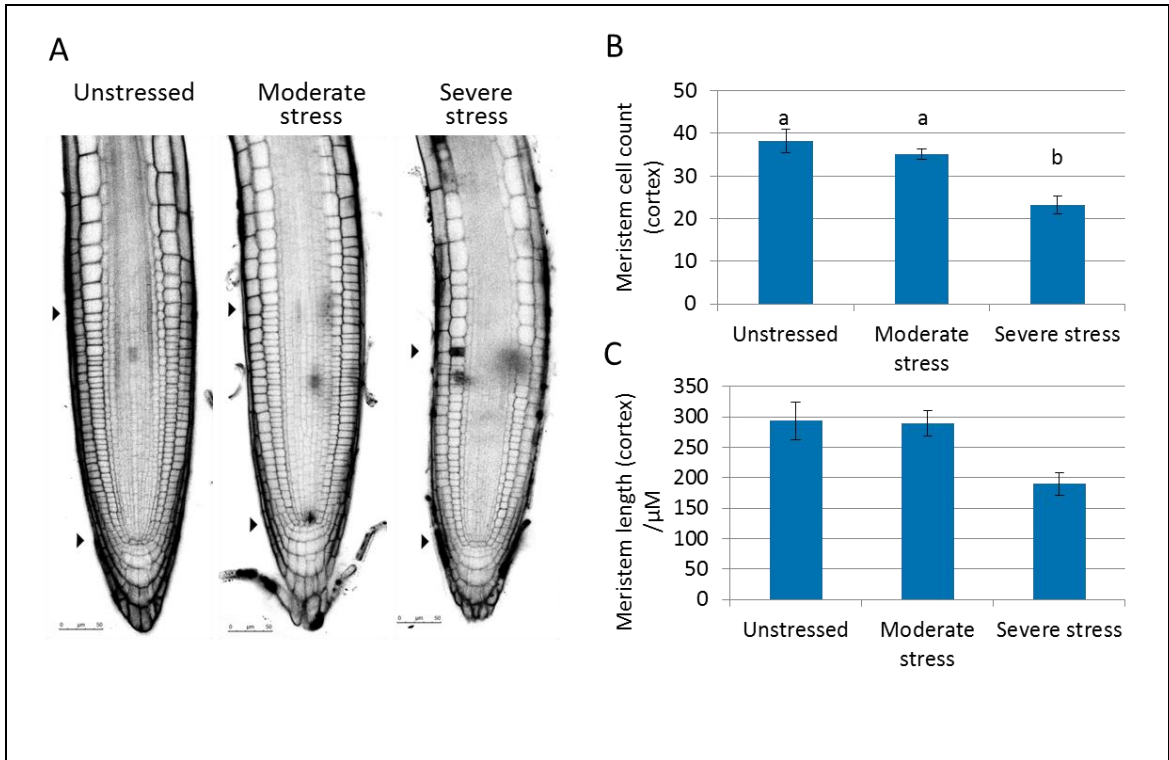 A
Unstressed
Moderate
stress
Severe
stress
0 µm 50
0 µm 50
0 µm 50
B
Meristem cell count
(cortex)
50
40
30
20
10
0
a
a
b
Unstressed
Moderate
stress
Severe stress
C
Meristem length (cortex)
/µM
350
300
250
200
150
100
50
0
Unstressed
Moderate
stress
Severe stress